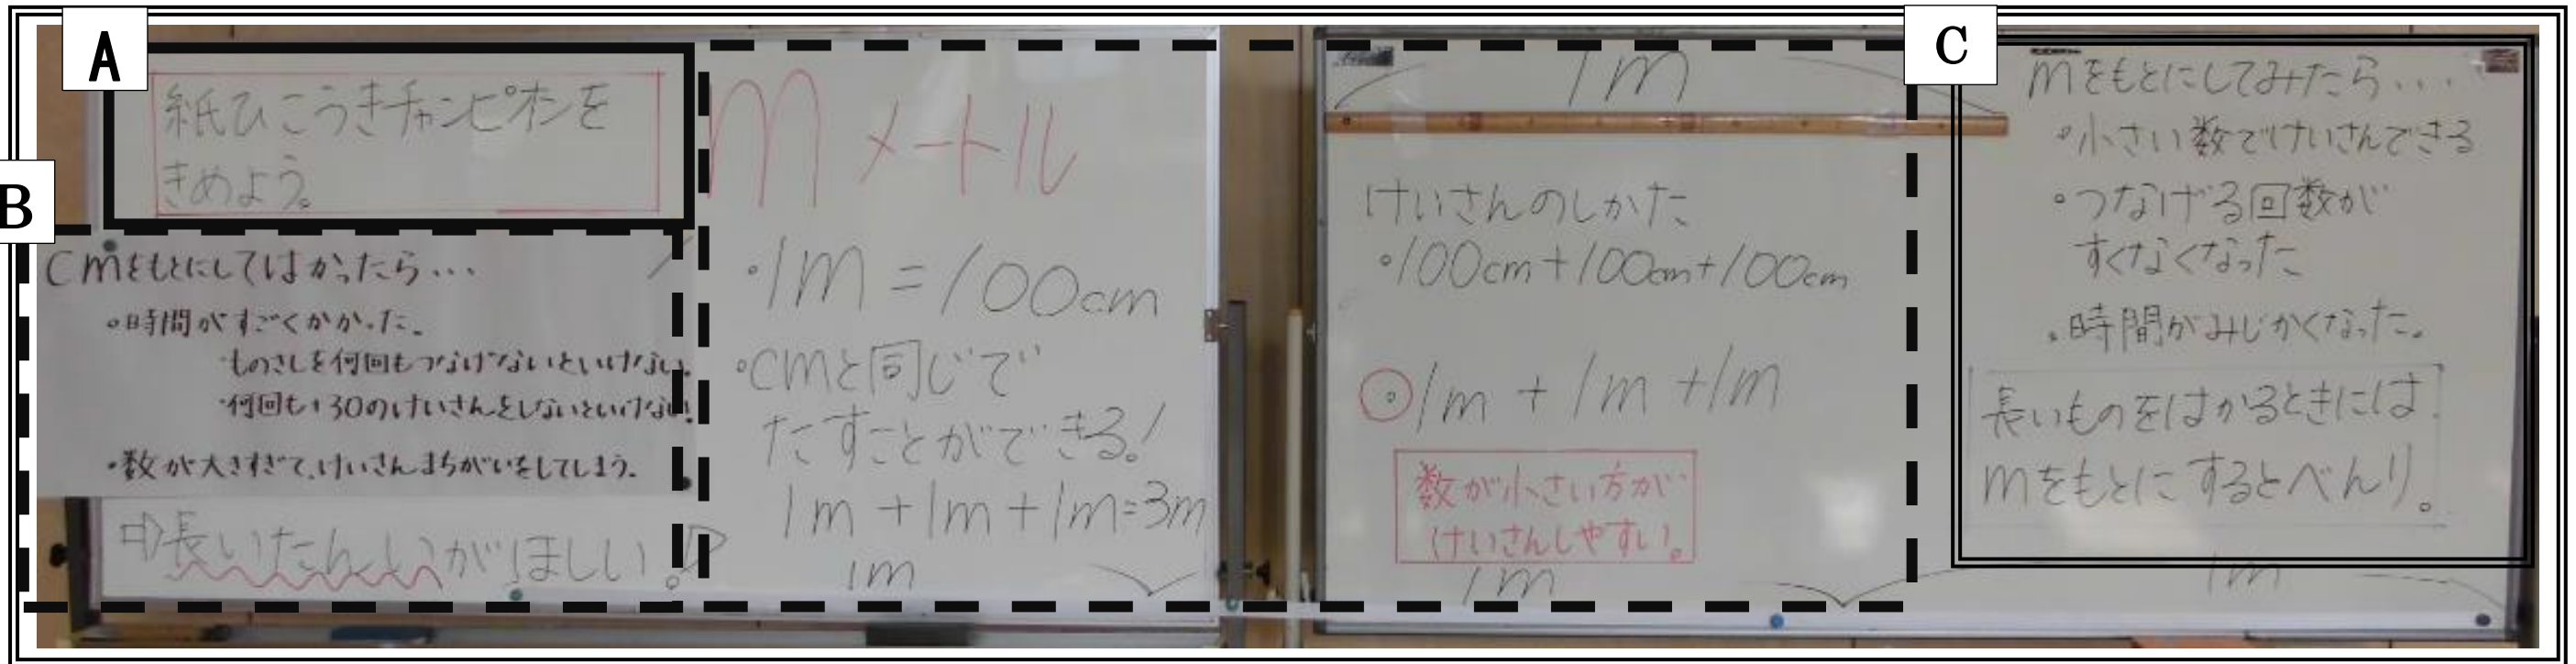 A
紙ひこうきチャンピオンを
きめよう。
B
cmをもとにしてはかったら…
・時間がすごくかかった。
・ものさしを何回もつなげないといけない。
・何回も+30のけいさんをしないといけない!
・数が大きすぎて、けいさんまちがいをしてしまう。
⇨長いたんいがほしい。
m メートル
・1m=100cm
・cmと同じで
たすことができる!
1m+1m+1m=3m
1m
1m
けいさんのしかた
・100cm+100cm+100cm
・1m+1m+1m
数が小さい方が
けいさんしやすい。
1m
C
mをもとにしてみたら...
・小さい数でけいさんできる
・つなげる回数が
すくなくなった
・時間がみじかくなった。
長いものをはかるときには
mをもとにするとべんり。
1m